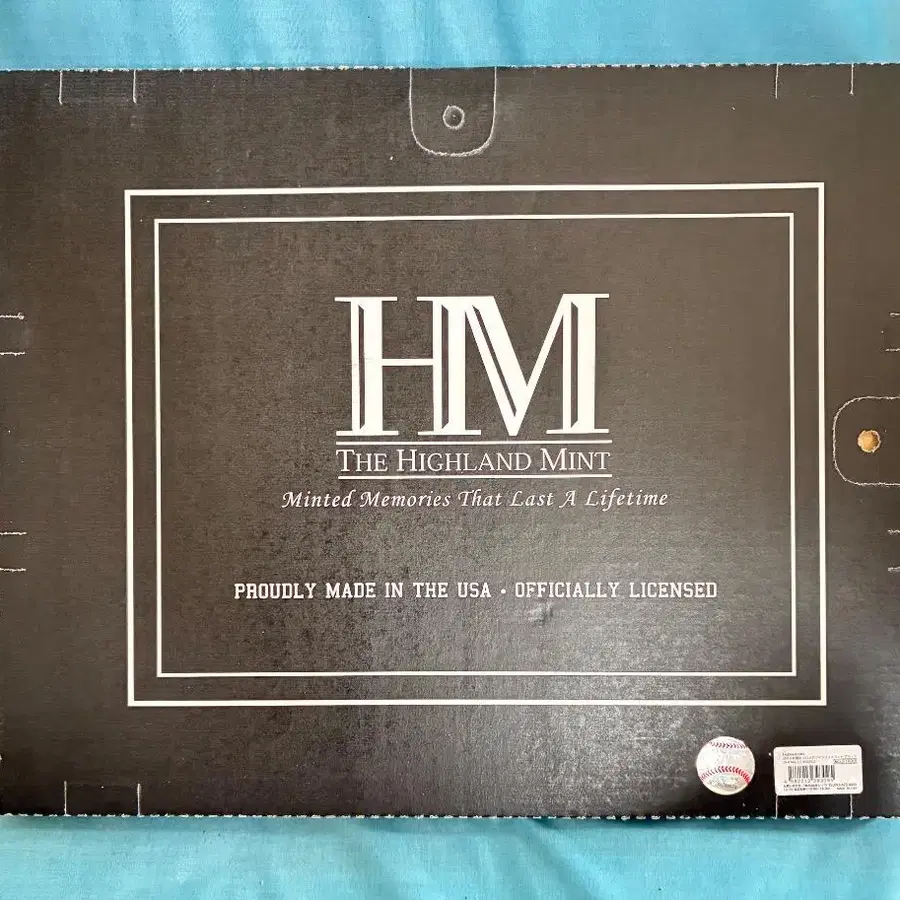 HM
THE HIGHLAND MINT
Minted Memories That Last A Lifetime
PROUDLY MADE IN THE USA • OFFICIALLY LICENSED